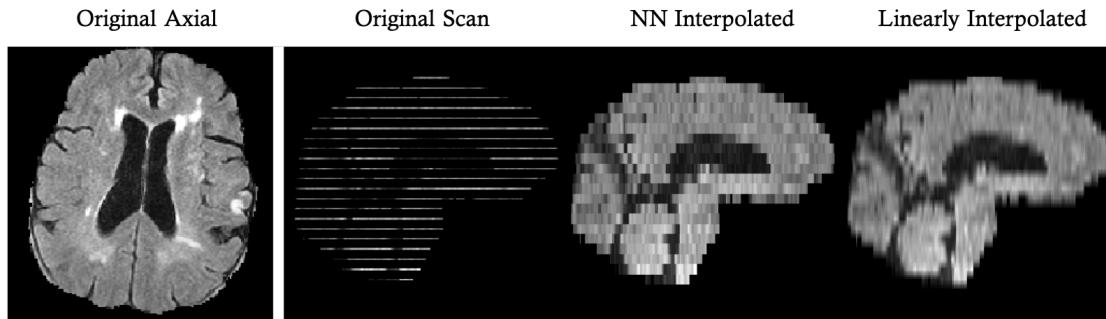 Original Axial
Original Scan
NN Interpolated
Linearly Interpolated